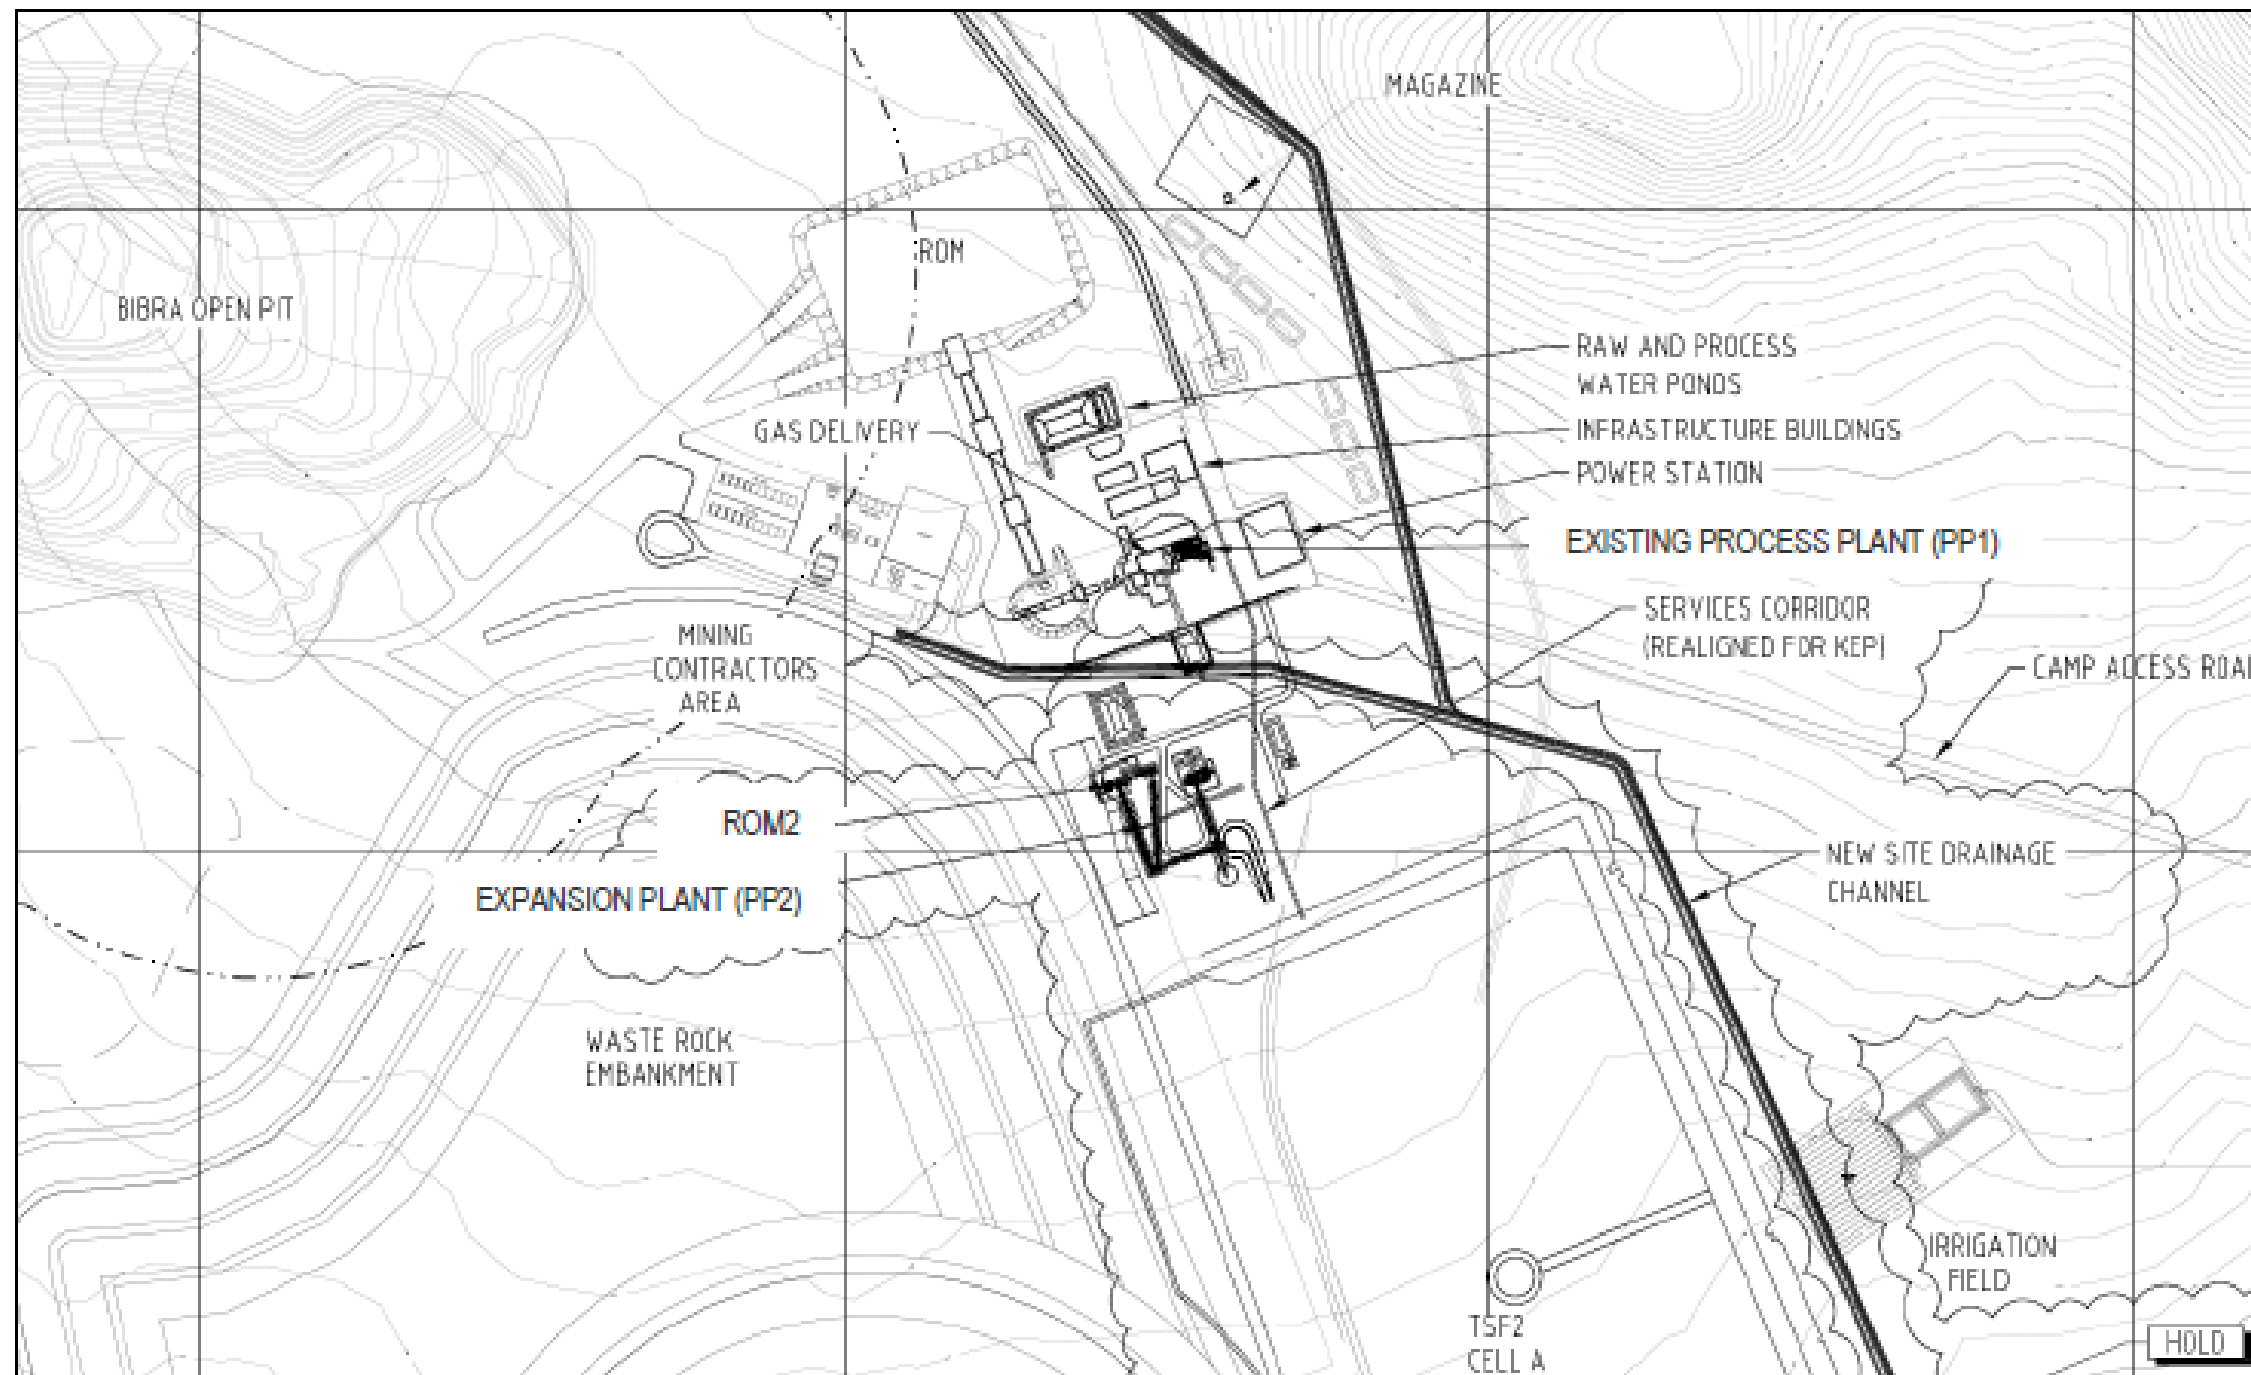 MAGAZINE
ROM
BIBRA OPEN PIT
RAW AND PROCESS
WATER PONDS
GAS DELIVERY
INFRASTRUCTURE BUILDINGS
POWER STATION
EXISTING PROCESS PLANT (PP1)
SERVICES CORRIDOR
(REALIGNED FOR KEP)
MINING
CONTRACTORS
AREA
CAMP ACCESS ROA
ROM2
NEW SITE DRAINAGE
CHANNEL
EXPANSION PLANT (PP2)
WASTE ROCK
EMBANKMENT
IRRIGATION
FIELD
TSF2
CELL A
HOLD